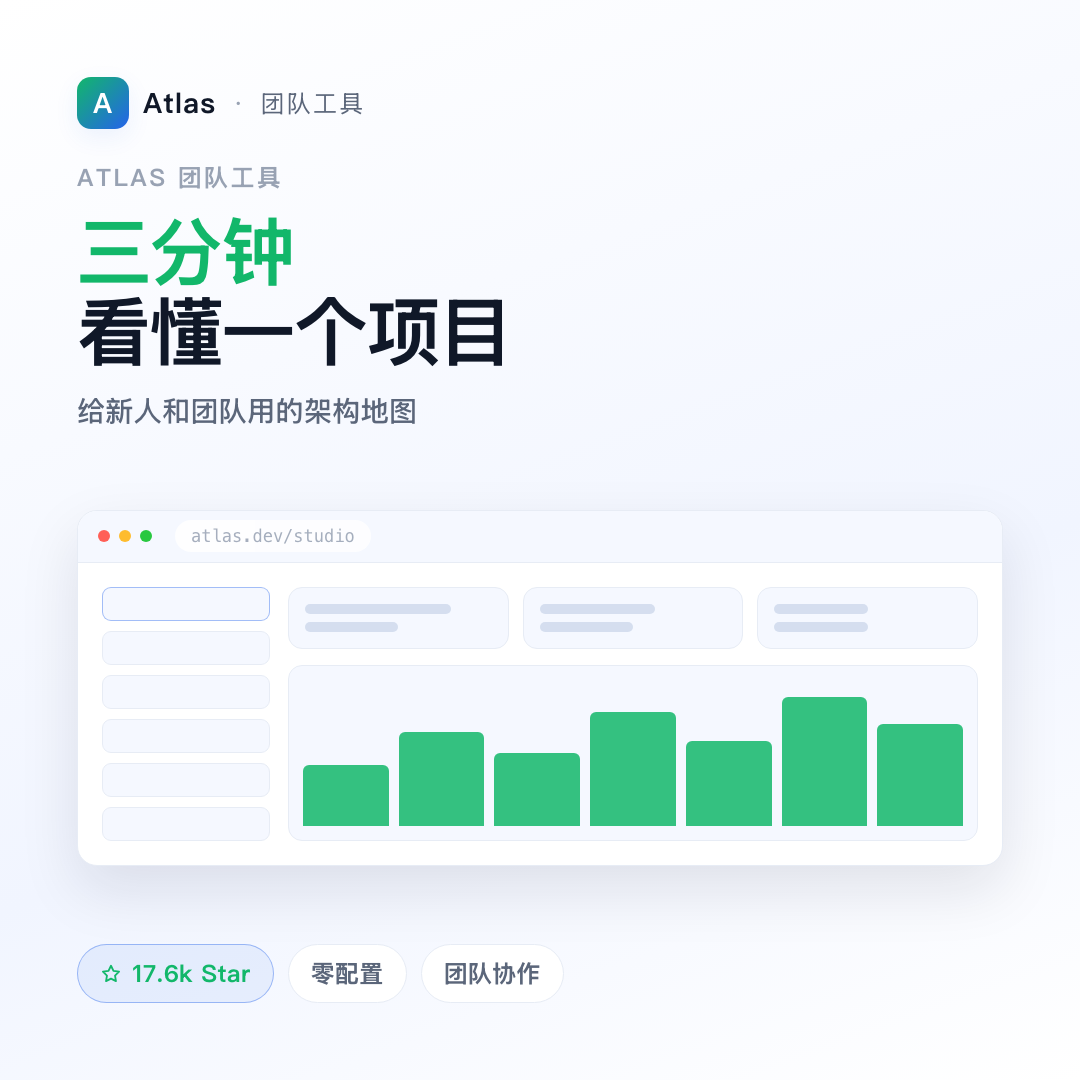 A Atlas · 团队工具
ATLAS 团队工具
三分钟
看懂一个项目
给新人和团队用的架构地图
atlas.dev/studio
17.6k Star 零配置 团队协作